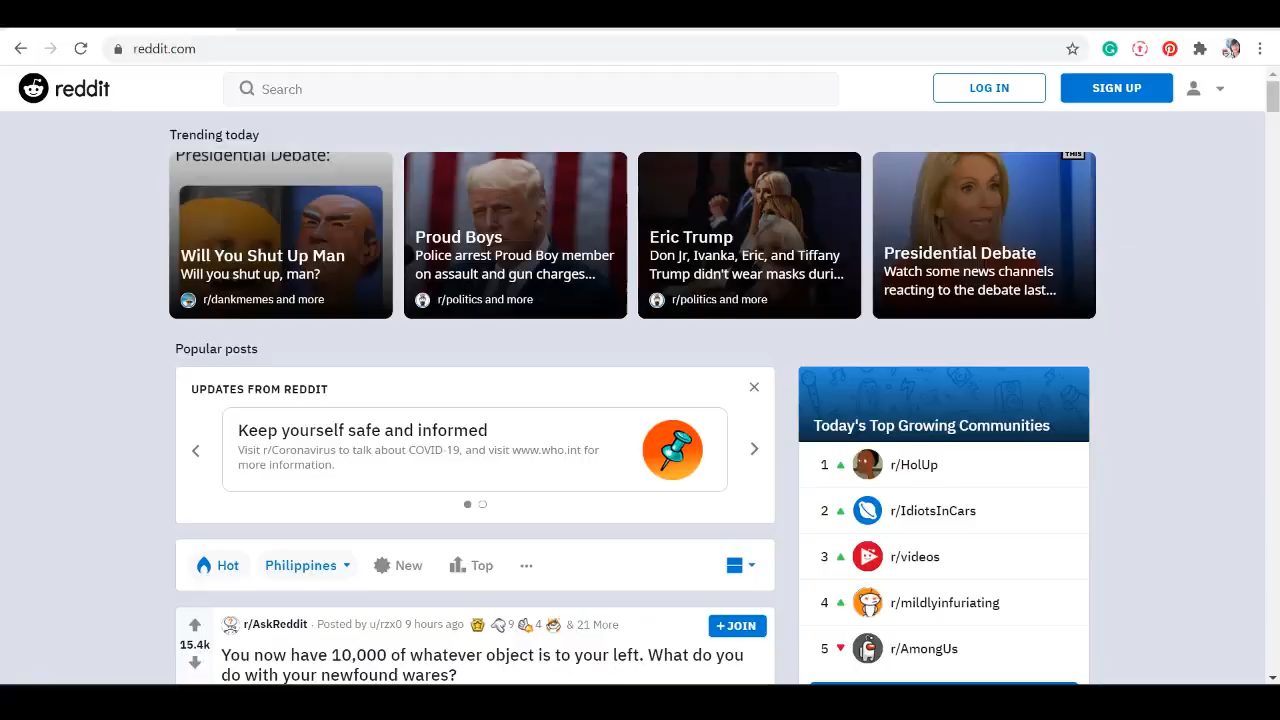 reddit.com
reddit
Search
LOG IN
SIGN UP
Trending today
Presidential Debate:
Will You Shut Up Man
Will you shut up, man?
r/dankmemes and more
Proud Boys
Police arrest Proud Boy member
on assault and gun charges...
r/politics and more
Eric Trump
Don Jr, Ivanka, Eric, and Tiffany
Trump didn't wear masks duri...
r/politics and more
THIS
Presidential Debate
Watch some news channels
reacting to the debate last...
Popular posts
UPDATES FROM REDDIT
Keep yourself safe and informed
Visit r/Coronavirus to talk about COVID-19, and visit www.who.int for
more information.
Today's Top Growing Communities
1 r/HolUp
2 r/IdiotsInCars
3 r/videos
4 r/mildlyinfuriating
5 r/AmongUs
Hot
Philippines
New
Top
r/AskReddit · Posted by u/rzx0 9 hours ago 9 4 & 21 More
+ JOIN
15.4k
You now have 10,000 of whatever object is to your left. What do you
do with your newfound wares?